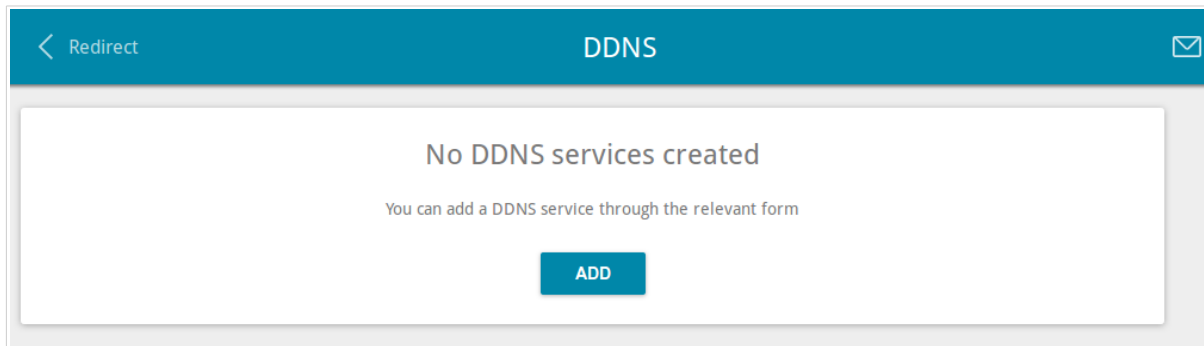 Redirect
DDNS
No DDNS services created
You can add a DDNS service through the relevant form
ADD